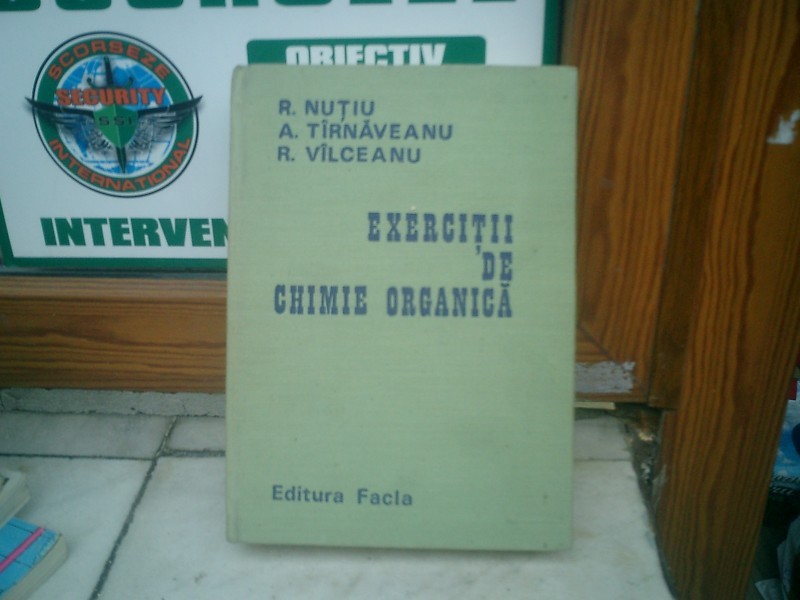 OBIECTIV
SCORSEZE
SECURITY
SSI
INTERNATIONAL
INTERVEN
R. NUȚIU
A. TÎRNĂVEANU
R. VÎLCEANU
EXERCIȚII
DE
CHIMIE ORGANICĂ
Editura Facla